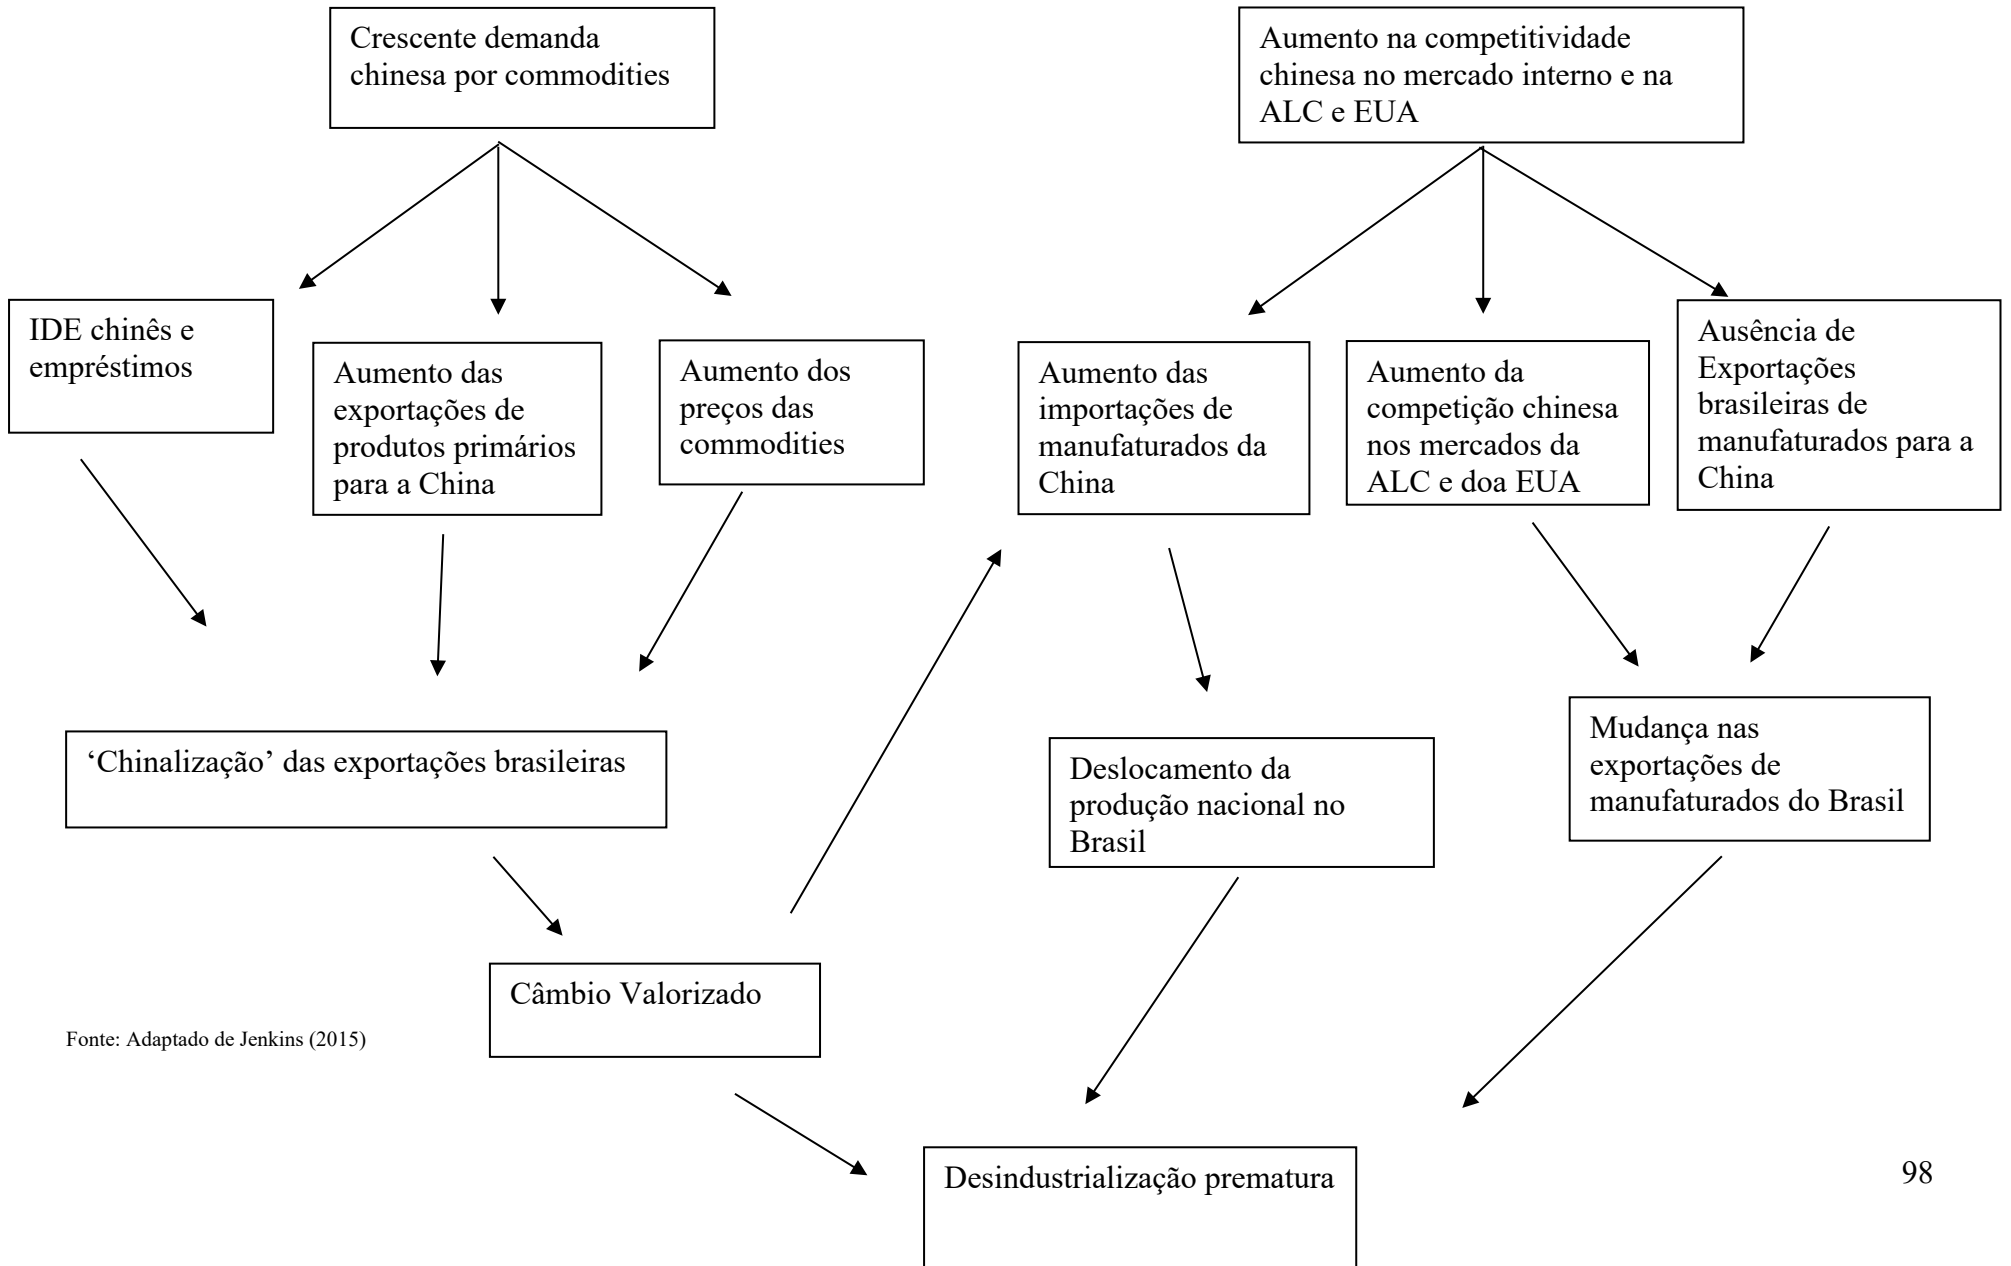 Crescente demanda
chinesa por commodities
Aumento na competitividade
chinesa no mercado interno e na
ALC e EUA
IDE chinês e
empréstimos
Aumento das
exportações de
produtos primários
para a China
Aumento dos
preços das
commodities
Aumento das
importações de
manufaturados da
China
Aumento da
competição chinesa
nos mercados da
ALC e doa EUA
Ausência de
Exportações
brasileiras de
manufaturados para a
China
‘Chinalização’ das exportações brasileiras
Deslocamento da
produção nacional no
Brasil
Mudança nas
exportações de
manufaturados do Brasil
Câmbio Valorizado
Fonte: Adaptado de Jenkins (2015)
Desindustrialização prematura
98